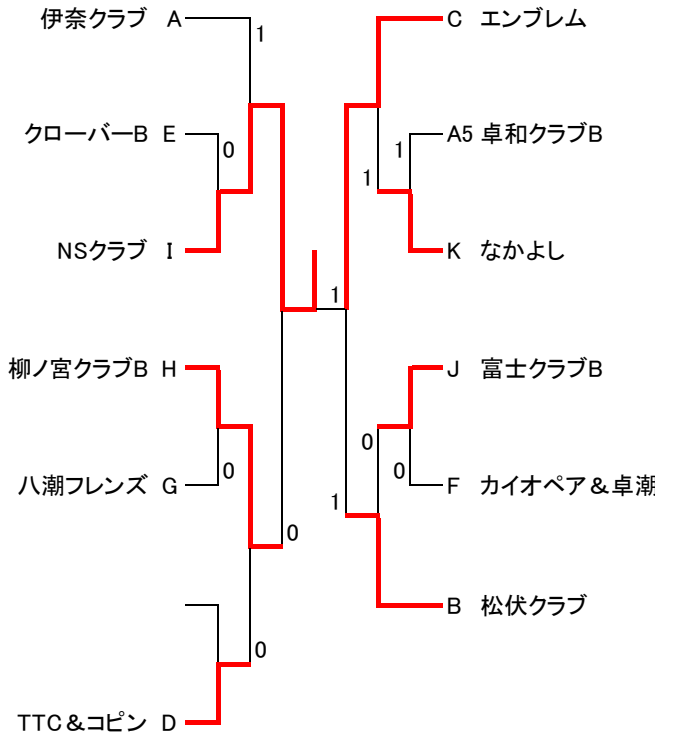 伊奈クラブ A
1
クローバーB E
0
NSクラブ I
柳ノ宮クラブB H
八潮フレンズ G
0
0
0
TTC&コピン D
1
C エンブレム
A5 卓和クラブB
1
1
K なかよし
J 富士クラブB
0
0
F カイオペア&卓潮
1
B 松伏クラブ